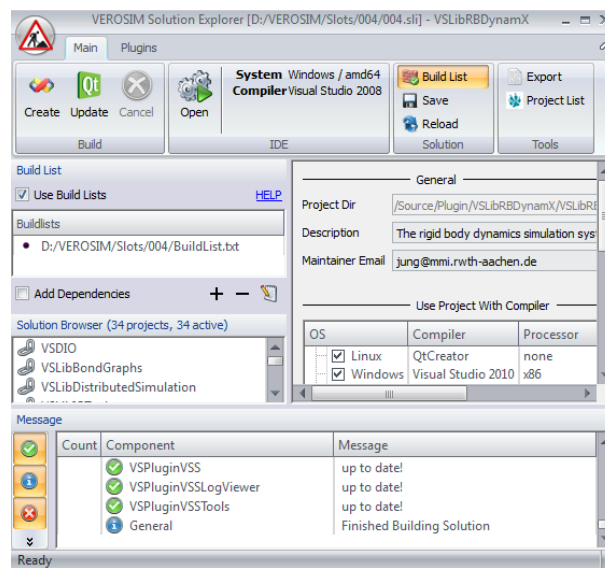 VEROSIM Solution Explorer [D:/VEROSIM/Slots/004/004.sli] - VSLibRBDynamX
Main Plugins
Create Update Cancel
Build
Open
System Windows / amd64
Compiler Visual Studio 2008
IDE
Build List
Save
Reload
Solution
Export
Project List
Tools
Build List
Use Build Lists HELP
Buildlists
D:/VEROSIM/Slots/004/BuildList.txt
Add Dependencies
Solution Browser (34 projects, 34 active)
VSDIO
VSLibBondGraphs
VSLibDistributedSimulation
General
Project Dir /Source/Plugin/VSLibRBDynamX/VSLibRB
Description The rigid body dynamics simulation sys
Maintainer Email jung@mmi.rwth-aachen.de
Use Project With Compiler
OS Compiler Processor
Linux QtCreator none
Windows Visual Studio 2010 x86
Message
Count Component Message
VSPluginVSS up to date!
VSPluginVSSLogViewer up to date!
VSPluginVSSTools up to date!
General Finished Building Solution
Ready